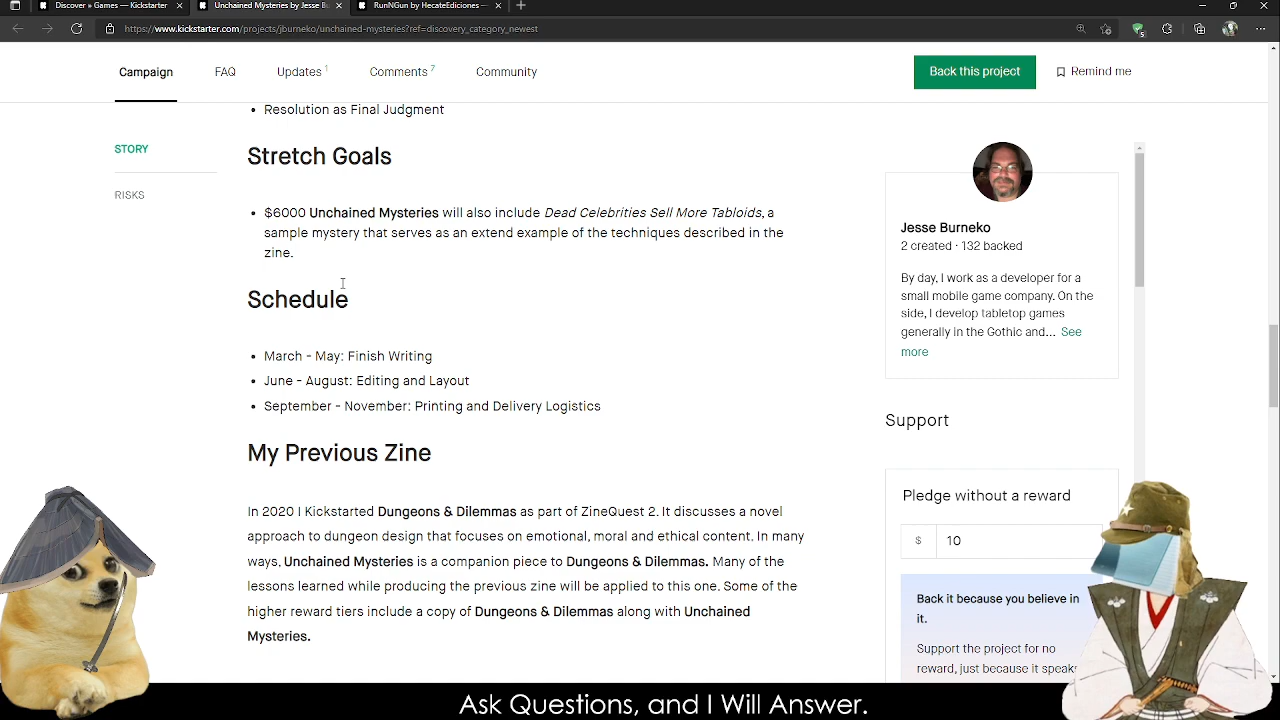 Discover » Games — Kickstarter
Unchained Mysteries by Jesse Bu
RunNGun by HecateEdiciones —
https://www.kickstarter.com/projects/jburneko/unchained-mysteries?ref=discovery_category_newest
5
Campaign
FAQ
Updates 1
Comments 7
Community
Back this project
Remind me
• Resolution as Final Judgment
STORY
RISKS
Stretch Goals
• $6000 Unchained Mysteries will also include Dead Celebrities Sell More Tabloids, a
sample mystery that serves as an extend example of the techniques described in the
zine.
Schedule
• March - May: Finish Writing
• June - August: Editing and Layout
• September - November: Printing and Delivery Logistics
My Previous Zine
In 2020 I Kickstarted Dungeons & Dilemmas as part of ZineQuest 2. It discusses a novel
approach to dungeon design that focuses on emotional, moral and ethical content. In many
ways, Unchained Mysteries is a companion piece to Dungeons & Dilemmas. Many of the
lessons learned while producing the previous zine will be applied to this one. Some of the
higher reward tiers include a copy of Dungeons & Dilemmas along with Unchained
Mysteries.
Jesse Burneko
2 created · 132 backed
By day, I work as a developer for a
small mobile game company. On the
side, I develop tabletop games
generally in the Gothic and... See
more
Support
Pledge without a reward
$ 10
Back it because you believe in
it.
Support the project for no
reward, just because it speaks
Ask Questions, and I Will Answer.